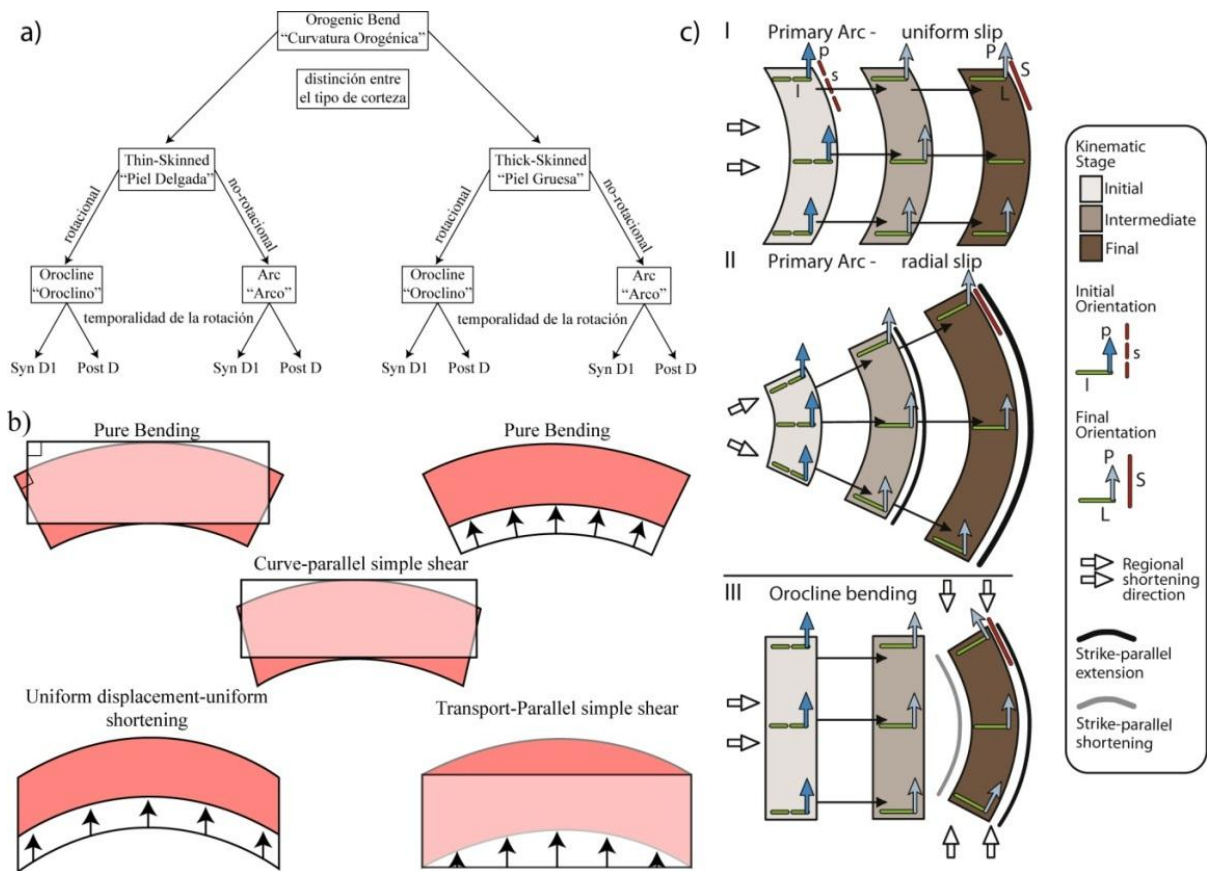 a)
Orogenic Bend
“Curvatura Orogénica”
distinción entre
el tipo de corteza
Thin-Skinned
“Piel Delgada”
Thick-Skinned
“Piel Gruesa”
rotacional
no-rotacional
rotacional
no-rotacional
Orocline
“Oroclino”
Arc
“Arco”
Orocline
“Oroclino”
Arc
“Arco”
temporalidad de la rotación
temporalidad de la rotación
Syn D1
Post D
Syn D1
Post D
Syn D1
Post D
Syn D1
Post D
b)
Pure Bending
Pure Bending
Curve-parallel simple shear
Uniform displacement-uniform
shortening
Transport-Parallel simple shear
c)
I Primary Arc - uniform slip
p
s
l
P
S
L
II Primary Arc - radial slip
III Orocline bending
Kinematic
Stage
Initial
Intermediate
Final
Initial
Orientation
p
s
l
Final
Orientation
P
S
L
Regional
shortening
direction
Strike-parallel
extension
Strike-parallel
shortening